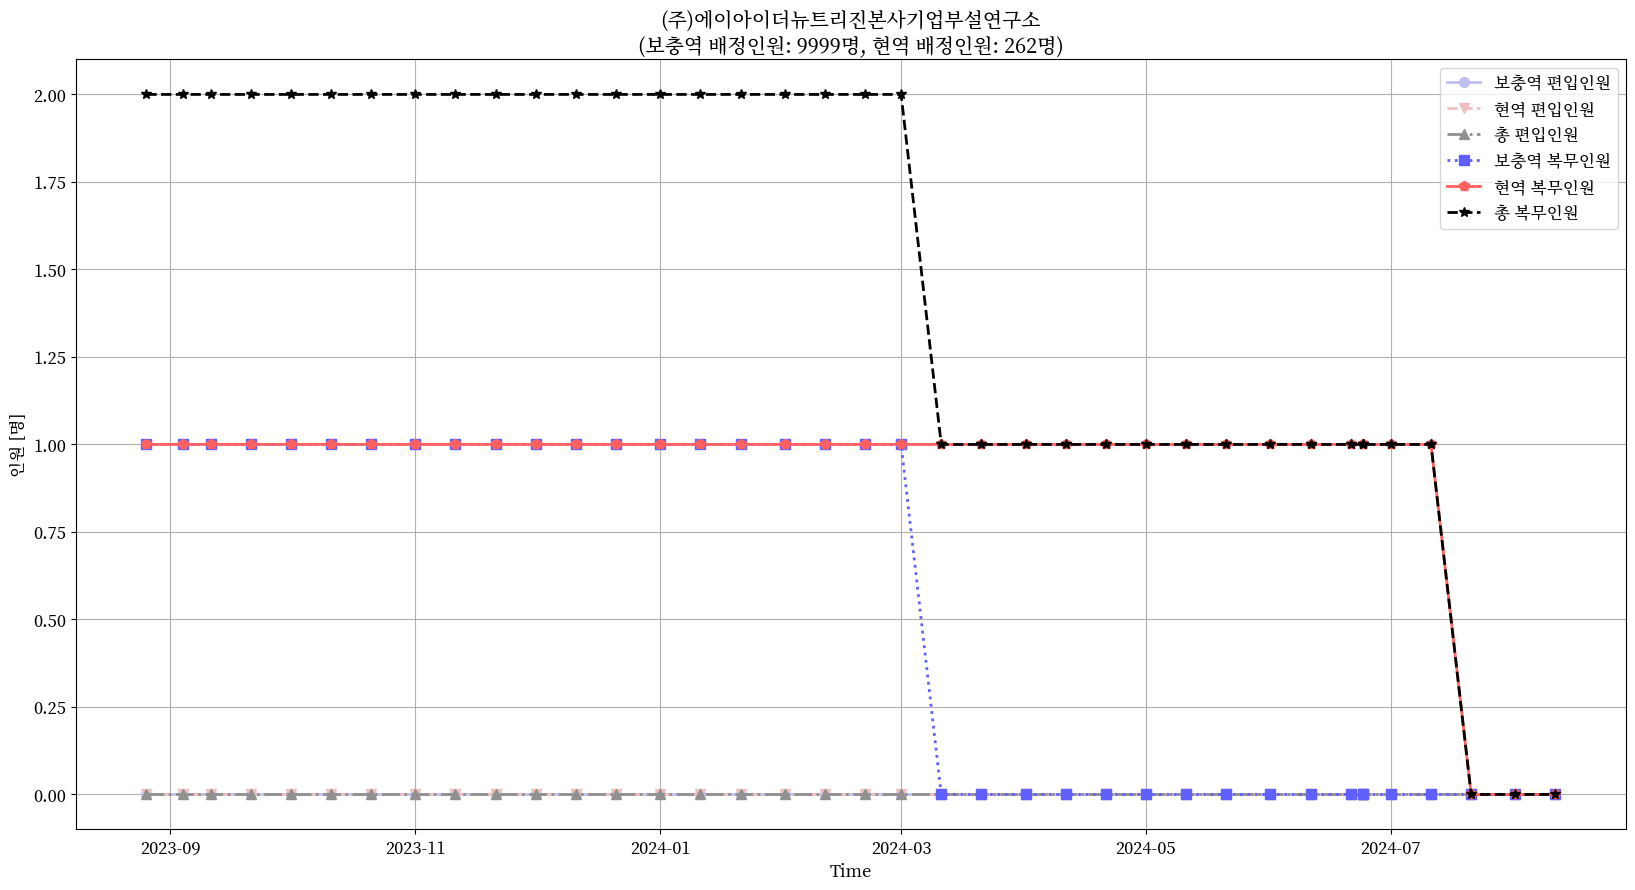 (주)에이아이더뉴트리진본사기업부설연구소
(보충역 배정인원: 9999명, 현역 배정인원: 262명)
보충역 편입인원
현역 편입인원
총 편입인원
보충역 복무인원
현역 복무인원
총 복무인원
인원 [명]
2.00
1.75
1.50
1.25
1.00
0.75
0.50
0.25
0.00
2023-09 2023-11 2024-01 2024-03 2024-05 2024-07
Time